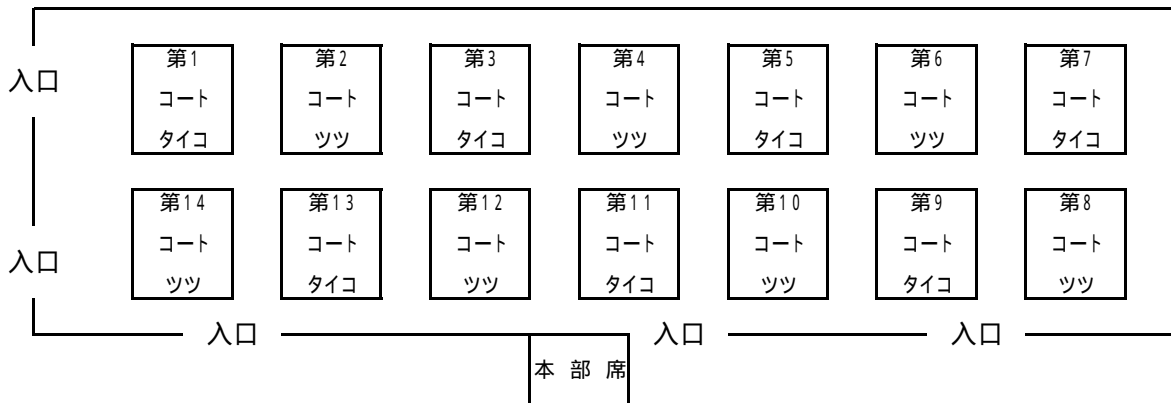 第1 第2 第3 第4 第5 第6 第7
入口
コート コート コート コート コート コート コート
タイコ ツツ タイコ ツツ タイコ ツツ タイコ
第14 第13 第12 第11 第10 第9 第8
コート コート コート コート コート コート コート
入口
ツツ タイコ ツツ タイコ ツツ タイコ ツツ
入口 入口 入口
本 部 席